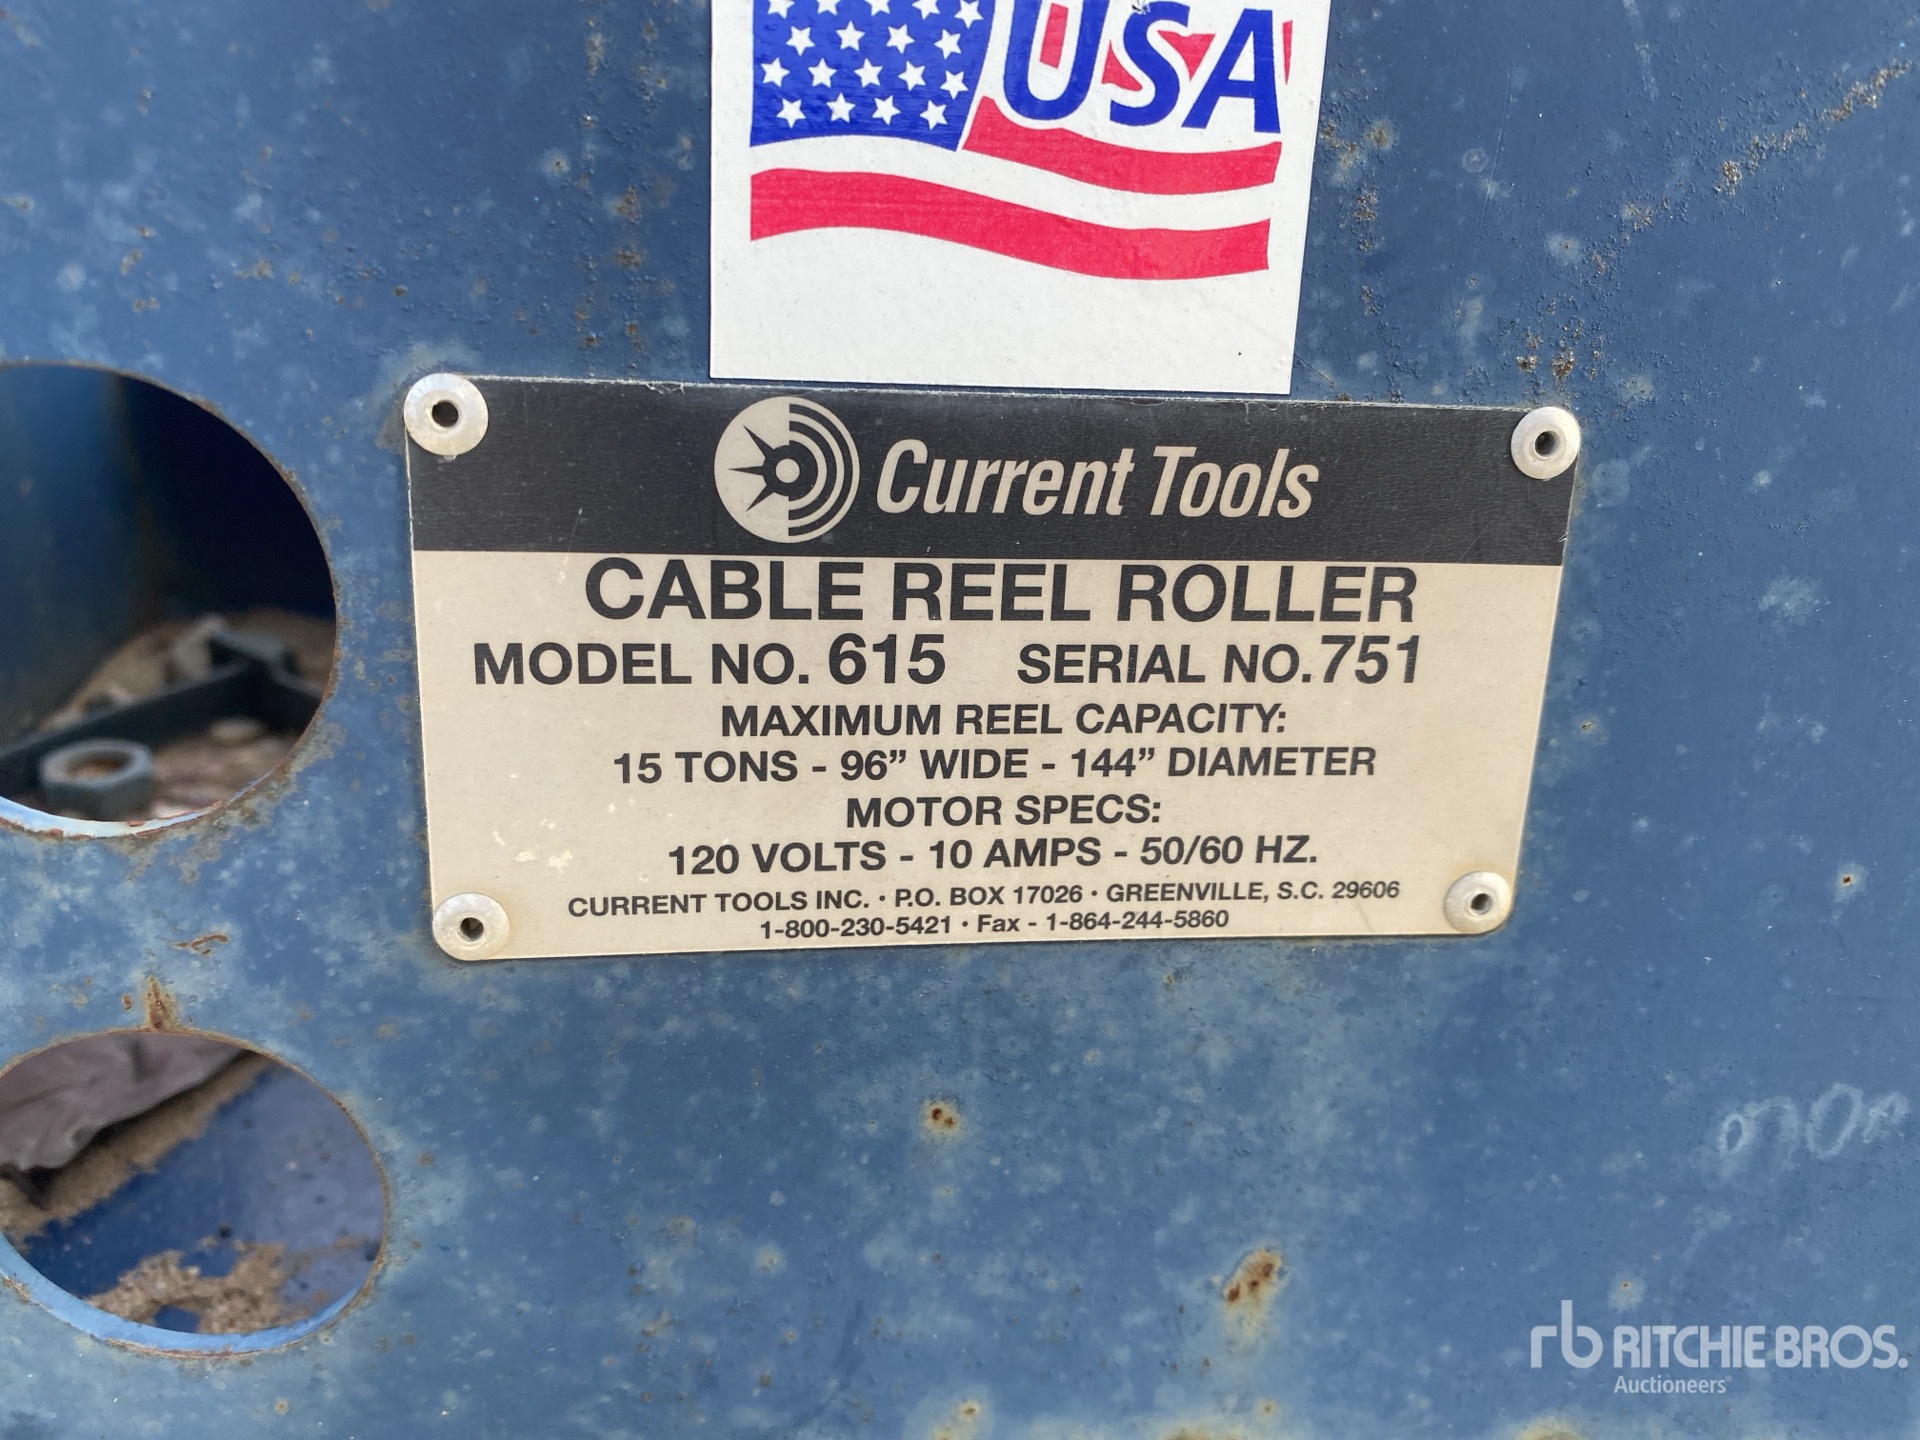 USA
Current Tools
CABLE REEL ROLLER
MODEL NO. 615 SERIAL NO. 751
MAXIMUM REEL CAPACITY:
15 TONS - 96” WIDE - 144” DIAMETER
MOTOR SPECS:
120 VOLTS - 10 AMPS - 50/60 HZ.
CURRENT TOOLS INC. · P.O. BOX 17026 · GREENVILLE, S.C. 29606
1-800-230-5421 · Fax - 1-864-244-5860
rb RITCHIE BROS.
Auctioneers